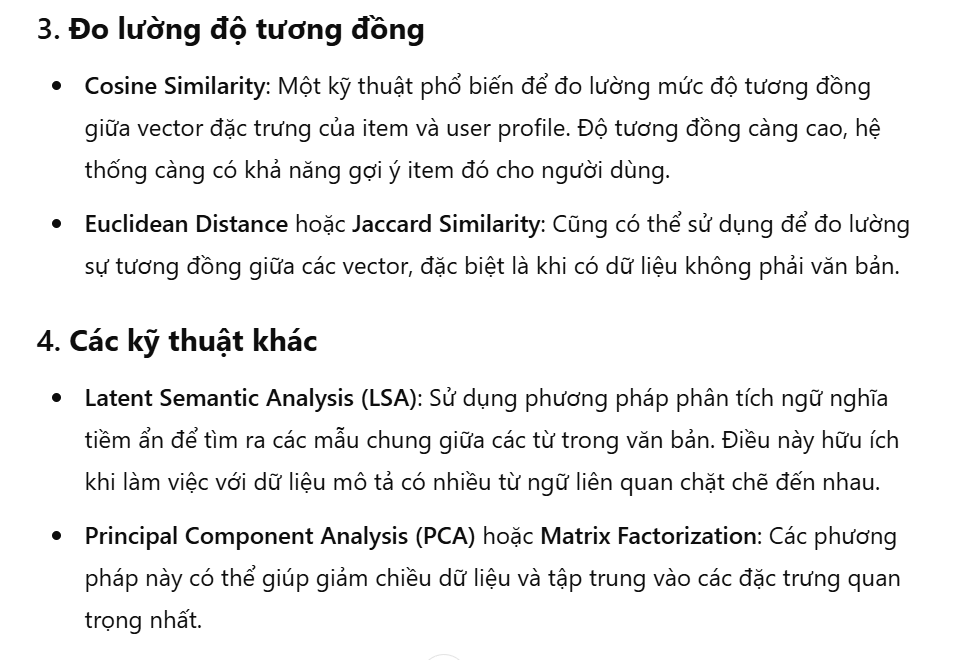 3. Đo lường độ tương đồng
• Cosine Similarity: Một kỹ thuật phổ biến để đo lường mức độ tương đồng
giữa vector đặc trưng của item và user profile. Độ tương đồng càng cao, hệ
thống càng có khả năng gợi ý item đó cho người dùng.
• Euclidean Distance hoặc Jaccard Similarity: Cũng có thể sử dụng để đo lường
sự tương đồng giữa các vector, đặc biệt là khi có dữ liệu không phải văn bản.
4. Các kỹ thuật khác
• Latent Semantic Analysis (LSA): Sử dụng phương pháp phân tích ngữ nghĩa
tiềm ẩn để tìm ra các mẫu chung giữa các từ trong văn bản. Điều này hữu ích
khi làm việc với dữ liệu mô tả có nhiều từ ngữ liên quan chặt chẽ đến nhau.
• Principal Component Analysis (PCA) hoặc Matrix Factorization: Các phương
pháp này có thể giúp giảm chiều dữ liệu và tập trung vào các đặc trưng quan
trọng nhất.